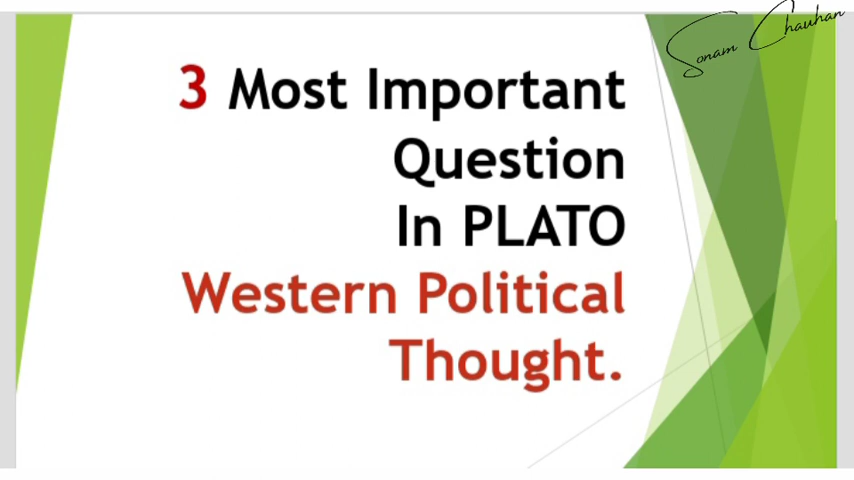 Sonam Chauhan
3 Most Important
Question
In PLATO
Western Political
Thought.